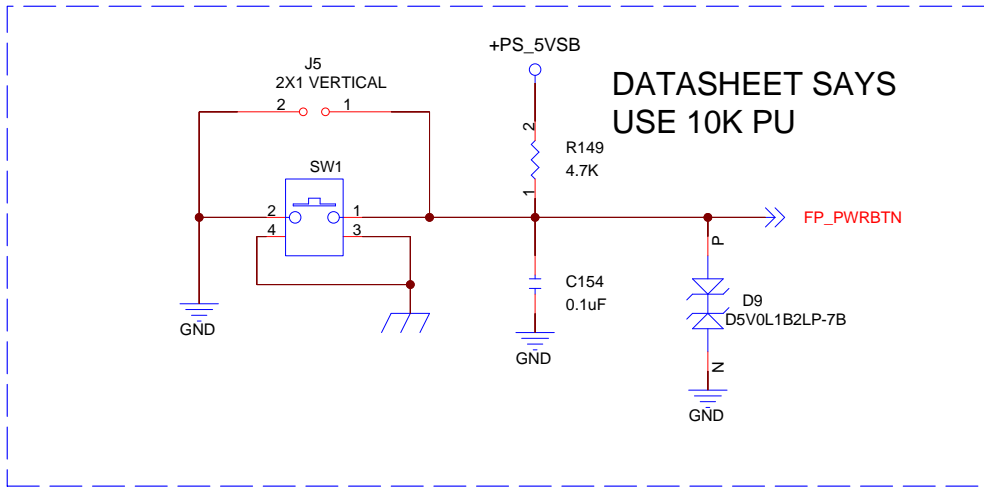 +PS_5VSB
J5
2X1 VERTICAL
2 1
DATASHEET SAYS
USE 10K PU
2
R149
4.7K
1
SW1
2 1
4 3
FP_PWRBTN
P
C154
0.1uF
D9
D5V0L1B2LP-7B
N
GND
GND
GND